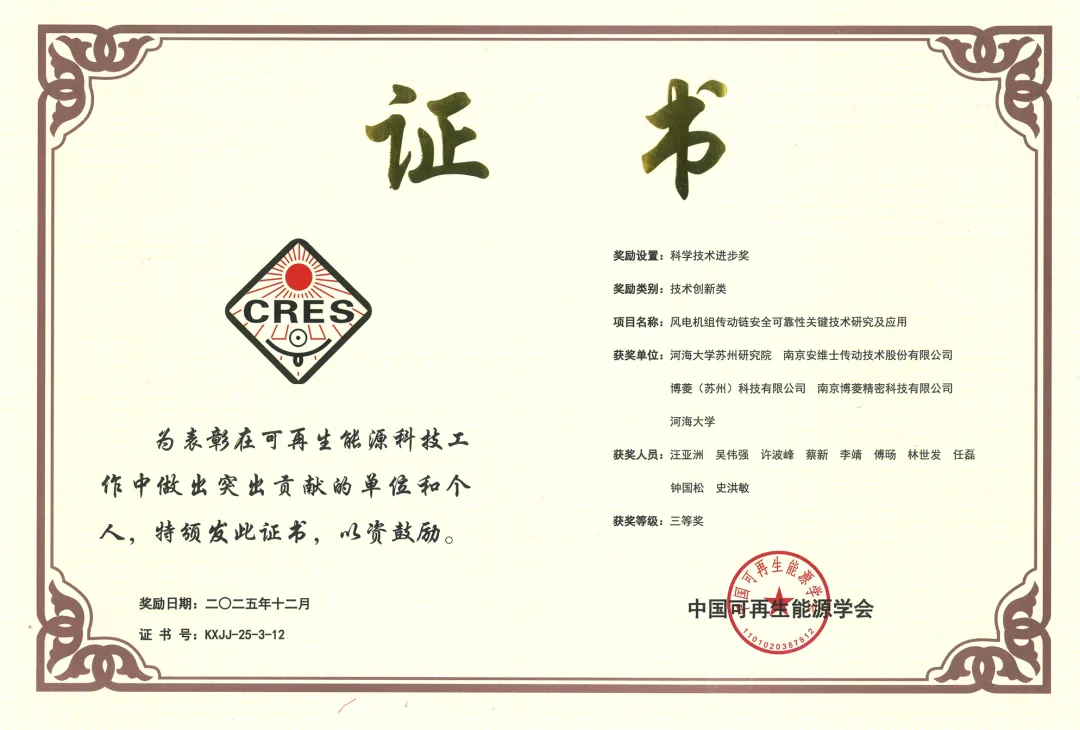 证书
CRES
为表彰在可再生能源科技工
作中做出突出贡献的单位和个
人，特颁发此证书，以资鼓励。
奖励日期：二〇二五年十二月
证 书 号：KXJJ-25-3-12
奖励设置：科学技术进步奖
奖励类别：技术创新类
项目名称：风电机组传动链安全可靠性关键技术研究及应用
获奖单位：河海大学苏州研究院 南京安维士传动技术股份有限公司
博菱（苏州）科技有限公司 南京博菱精密科技有限公司
河海大学
获奖人员：汪亚洲 吴伟强 许波峰 蔡新 李靖 傅旸 林世发 任磊
钟国松 史洪敏
获奖等级：三等奖
中国可再生能源学会
中国可再生能源学会
1101020367812